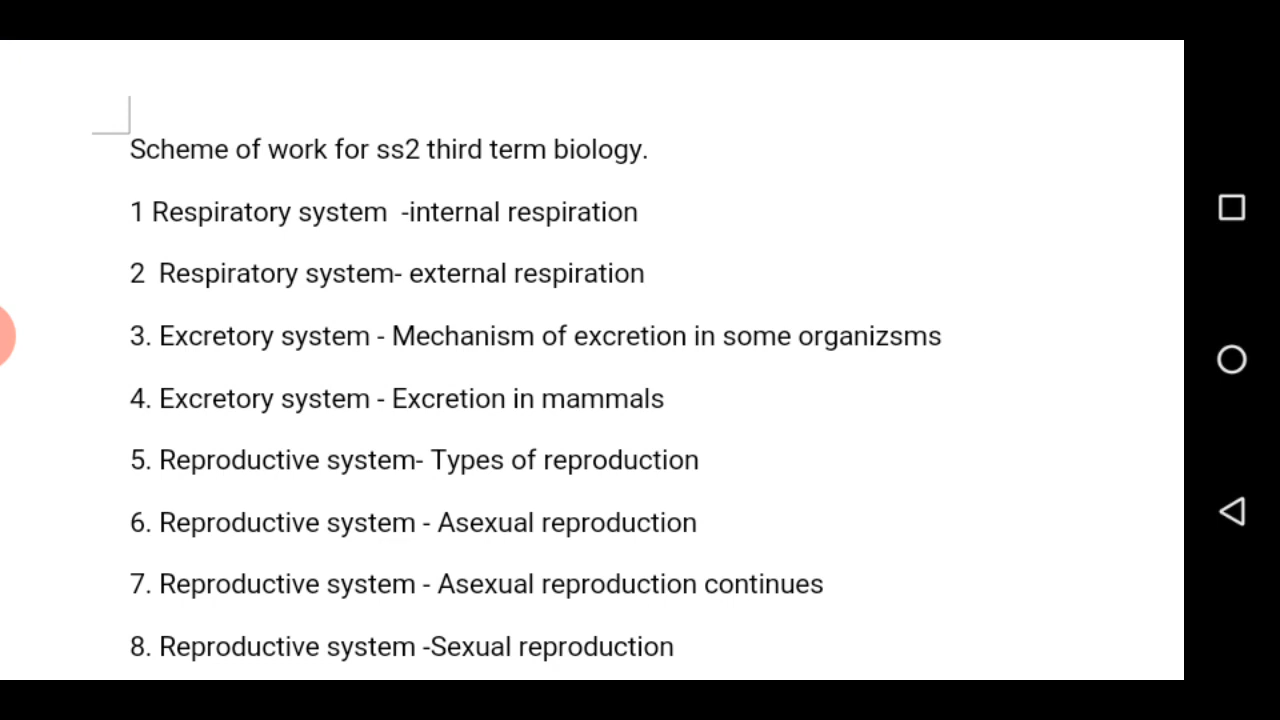 Scheme of work for ss2 third term biology.
1 Respiratory system  -internal respiration
2  Respiratory system- external respiration
3. Excretory system - Mechanism of excretion in some organizsms
4. Excretory system - Excretion in mammals
5. Reproductive system- Types of reproduction
6. Reproductive system - Asexual reproduction
7. Reproductive system - Asexual reproduction continues
8. Reproductive system -Sexual reproduction